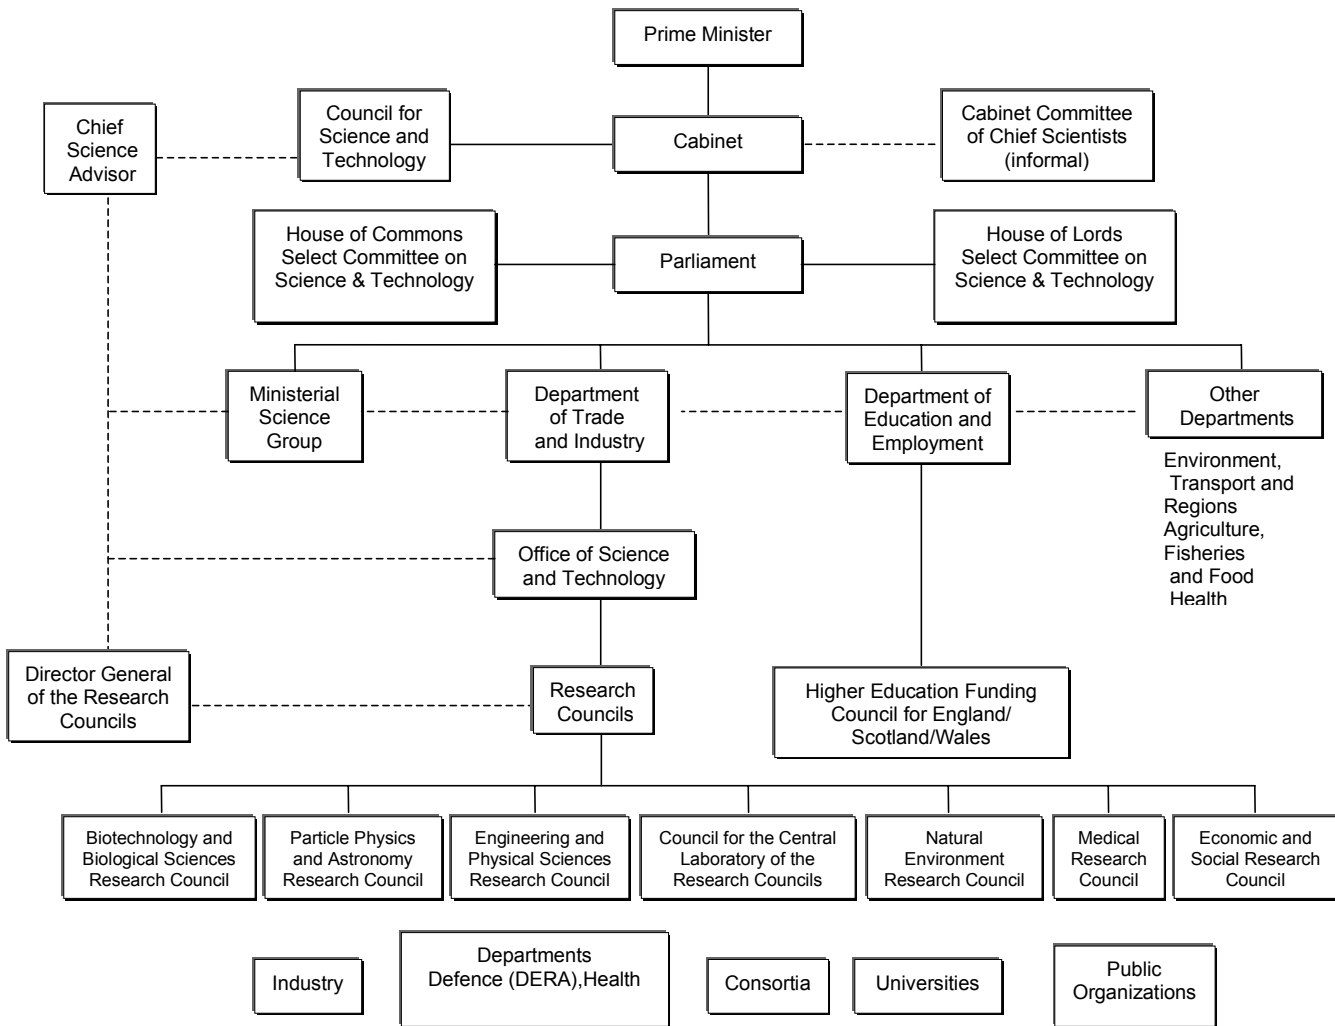 Prime Minister
Chief
Science
Advisor
Council for
Science and
Technology
Cabinet
Cabinet Committee
of Chief Scientists
(informal)
House of Commons
Select Committee on
Science & Technology
Parliament
House of Lords
Select Committee on
Science & Technology
Ministerial
Science
Group
Department
of Trade
and Industry
Department of
Education and
Employment
Other
Departments
Environment,
Transport and
Regions
Agriculture,
Fisheries
and Food
Health
Office of Science
and Technology
Director General
of the Research
Councils
Research
Councils
Higher Education Funding
Council for England/
Scotland/Wales
Biotechnology and
Biological Sciences
Research Council
Particle Physics
and Astronomy
Research Council
Engineering and
Physical Sciences
Research Council
Council for the Central
Laboratory of the
Research Councils
Natural
Environment
Research Council
Medical
Research
Council
Economic and
Social Research
Council
Industry
Departments
Defence (DERA),Health
Consortia
Universities
Public
Organizations